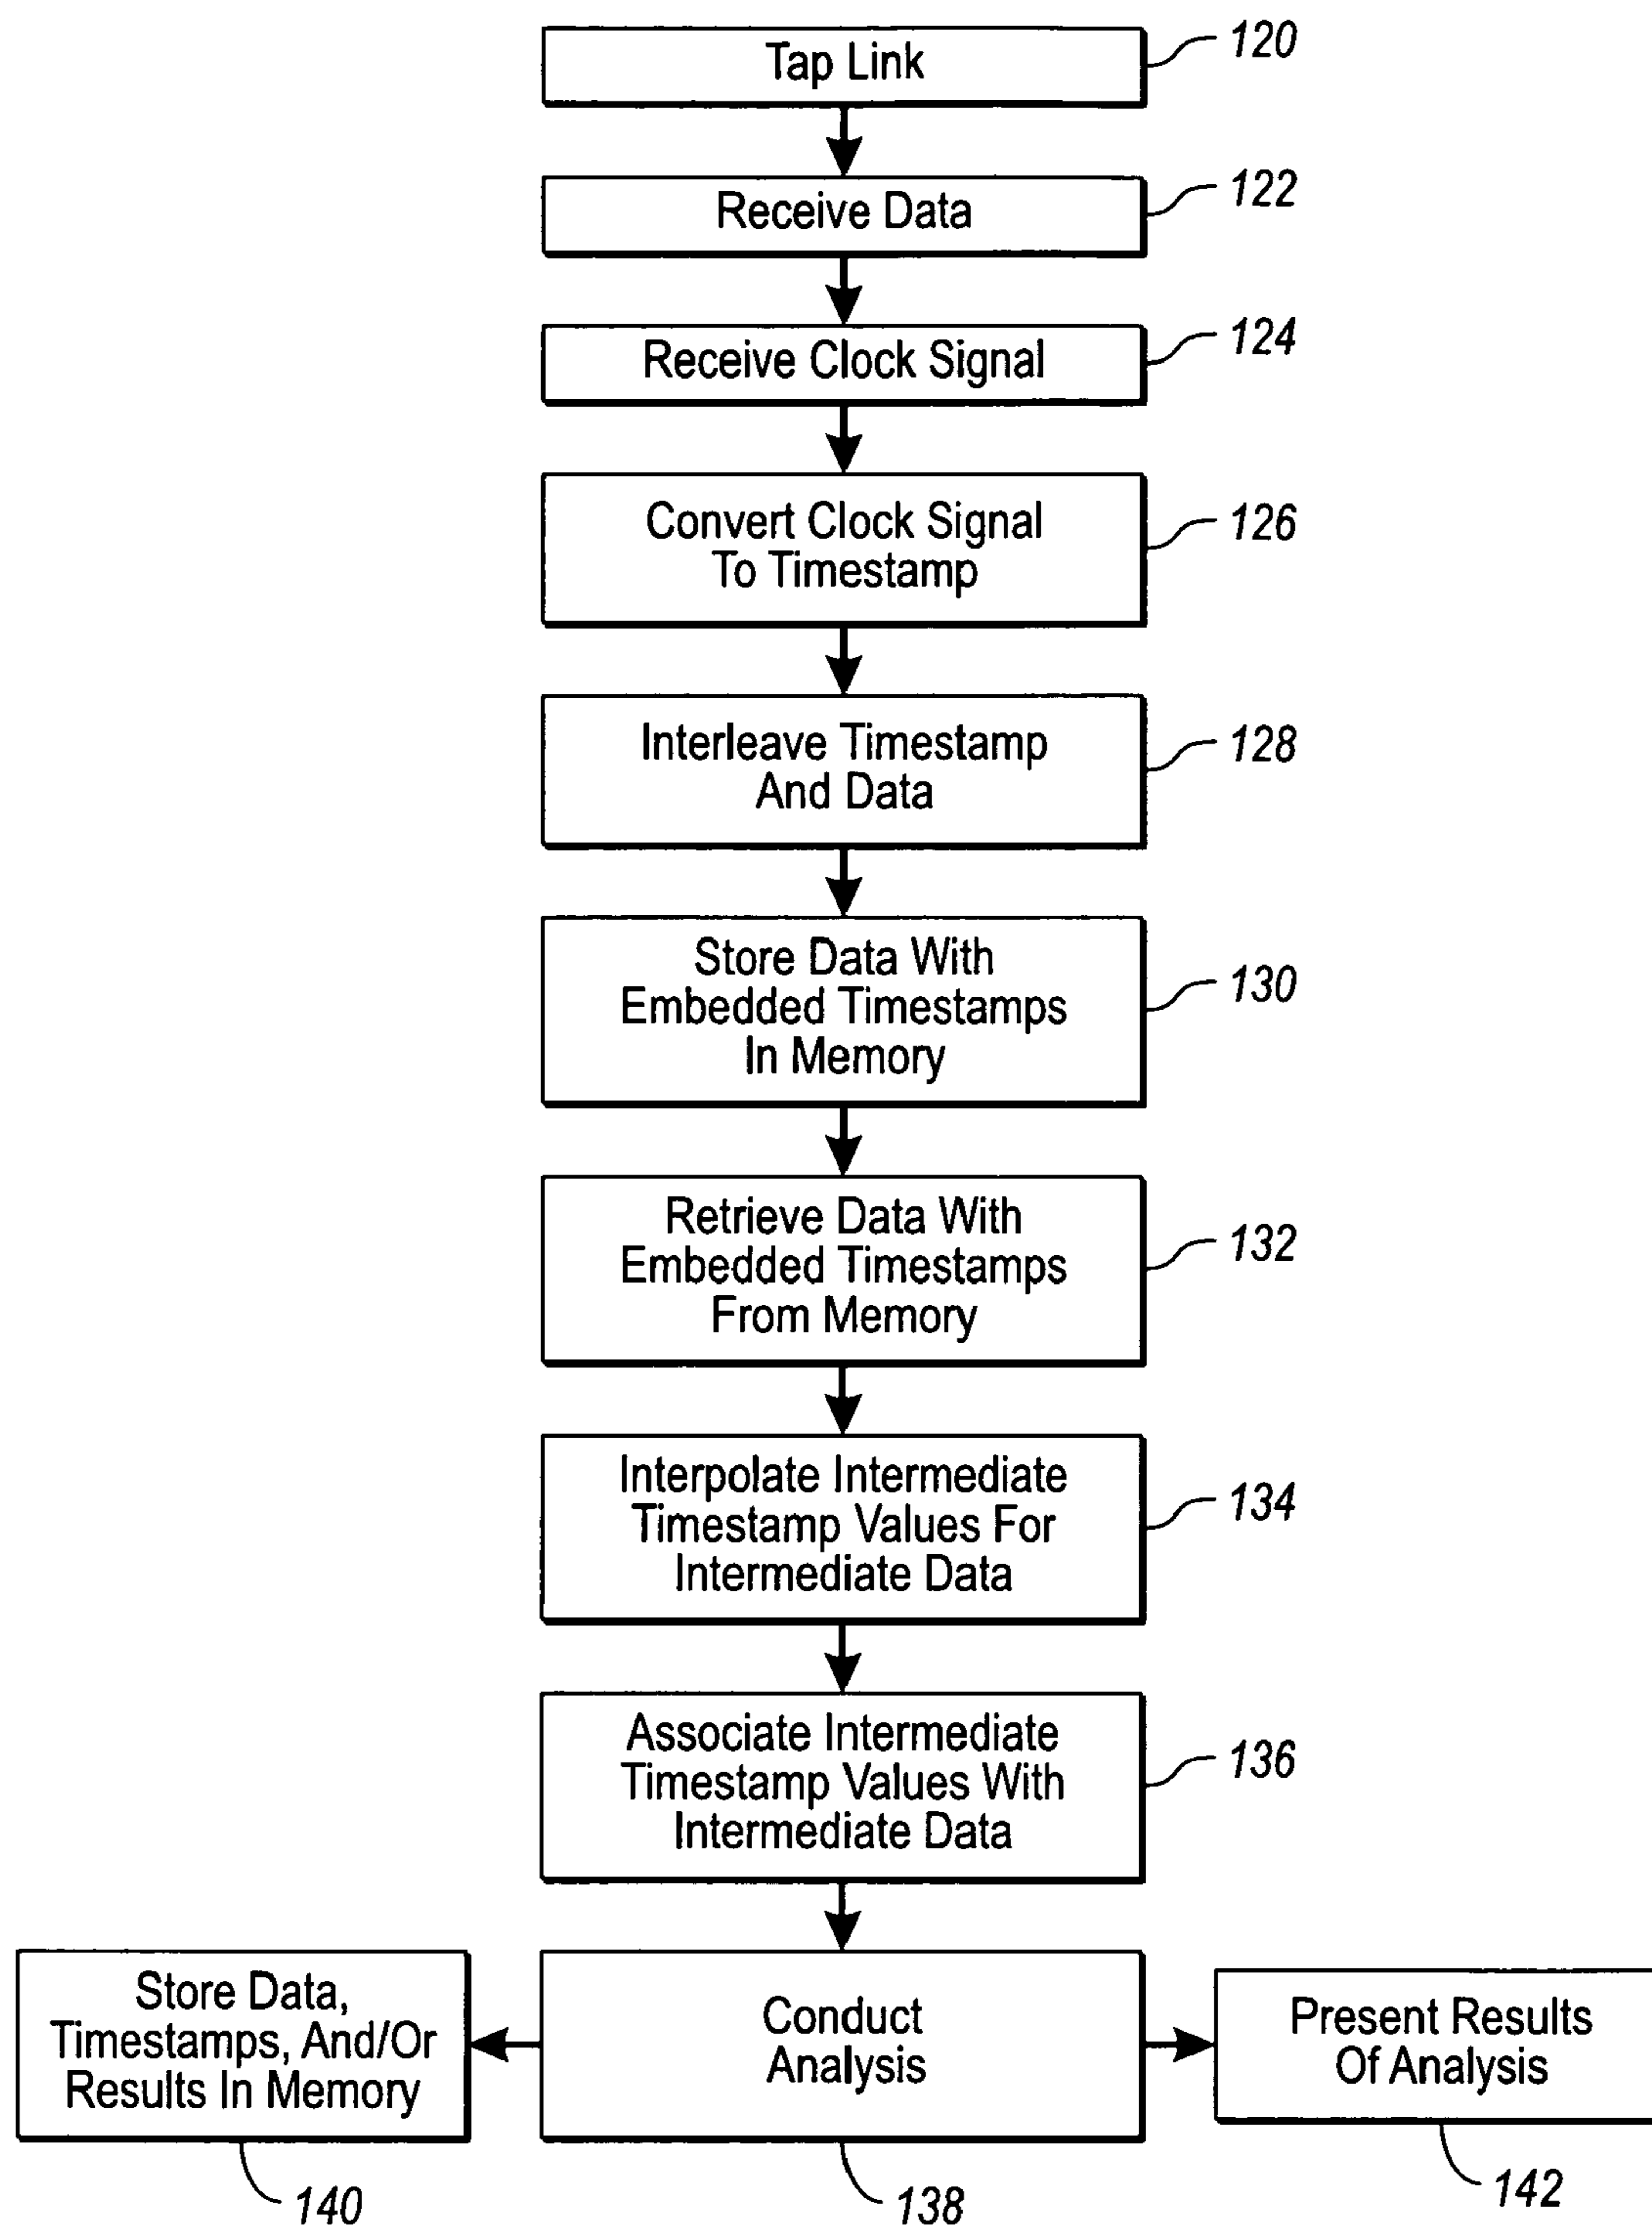 Tap Link
120
Receive Data
122
Receive Clock Signal
124
Convert Clock Signal
To Timestamp
126
Interleave Timestamp
And Data
128
Store Data With
Embedded Timestamps
In Memory
130
Retrieve Data With
Embedded Timestamps
From Memory
132
Interpolate Intermediate
Timestamp Values For
Intermediate Data
134
Associate Intermediate
Timestamp Values With
Intermediate Data
136
Store Data,
Timestamps, And/Or
Results In Memory
140
Conduct
Analysis
138
Present Results
Of Analysis
142